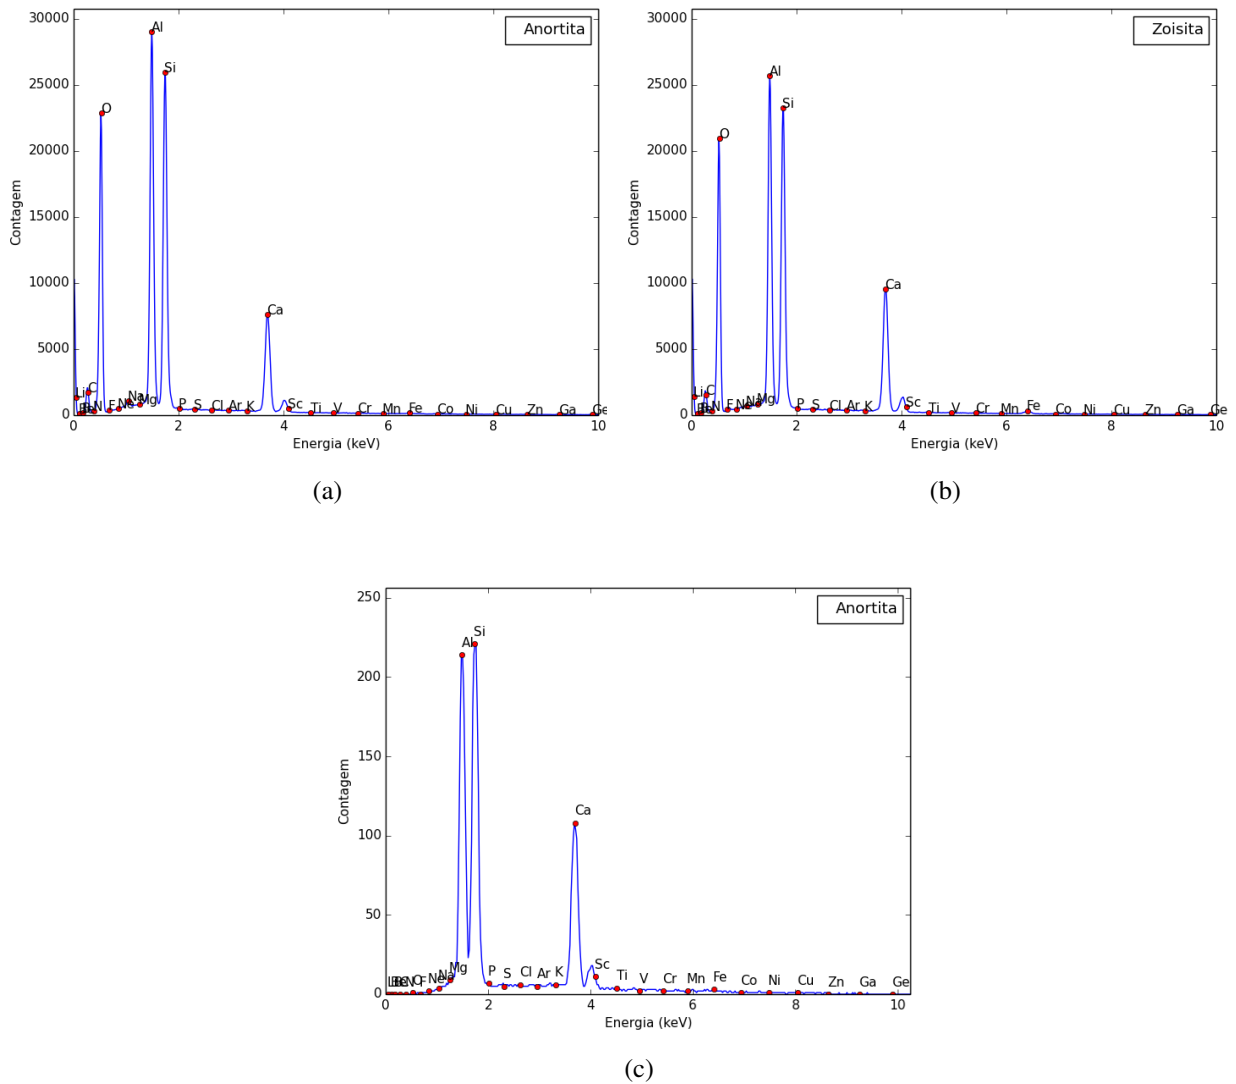 30000
25000
20000
15000
10000
5000
0
Contagem
Anortita
Al
Si
O
Ca
Li
C
N
F
Ne
Na
Mg
P
S
Cl
Ar
K
Sc
Ti
V
Cr
Mn
Fe
Co
Ni
Cu
Zn
Ga
Ge
0 2 4 6 8 10
Energia (keV)
(a)
30000
25000
20000
15000
10000
5000
0
Contagem
Zoisita
Al
Si
O
Ca
Li
C
N
F
Ne
Na
Mg
P
S
Cl
Ar
K
Sc
Ti
V
Cr
Mn
Fe
Co
Ni
Cu
Zn
Ga
Ge
0 2 4 6 8 10
Energia (keV)
(b)
250
200
150
100
50
0
Contagem
Anortita
Si
Al
Ca
N
O
F
Ne
Na
Mg
P
S
Cl
Ar
K
Sc
Ti
V
Cr
Mn
Fe
Co
Ni
Cu
Zn
Ga
Ge
0 2 4 6 8 10
Energia (keV)
(c)